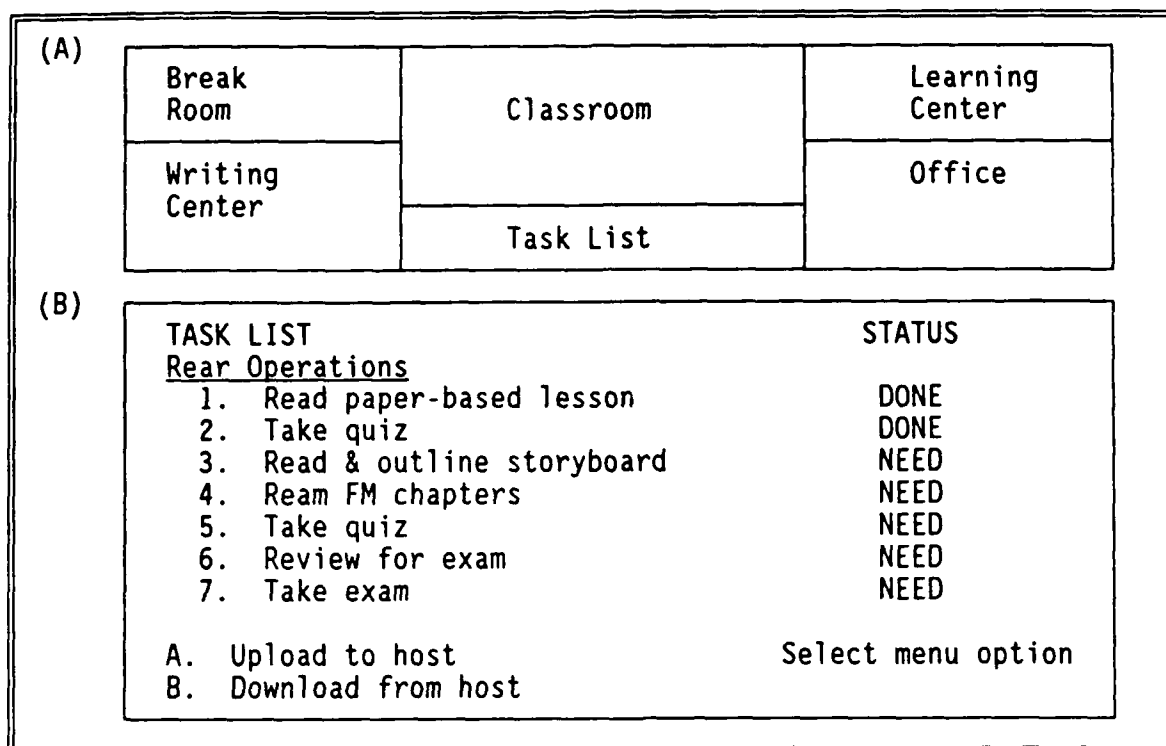 (A)
Break Room
Classroom
Learning Center
Writing Center
Office
Task List
(B)
TASK LIST STATUS
Rear Operations
1. Read paper-based lesson DONE
2. Take quiz DONE
3. Read & outline storyboard NEED
4. Ream FM chapters NEED
5. Take quiz NEED
6. Review for exam NEED
7. Take exam NEED
A. Upload to host Select menu option
B. Download from host